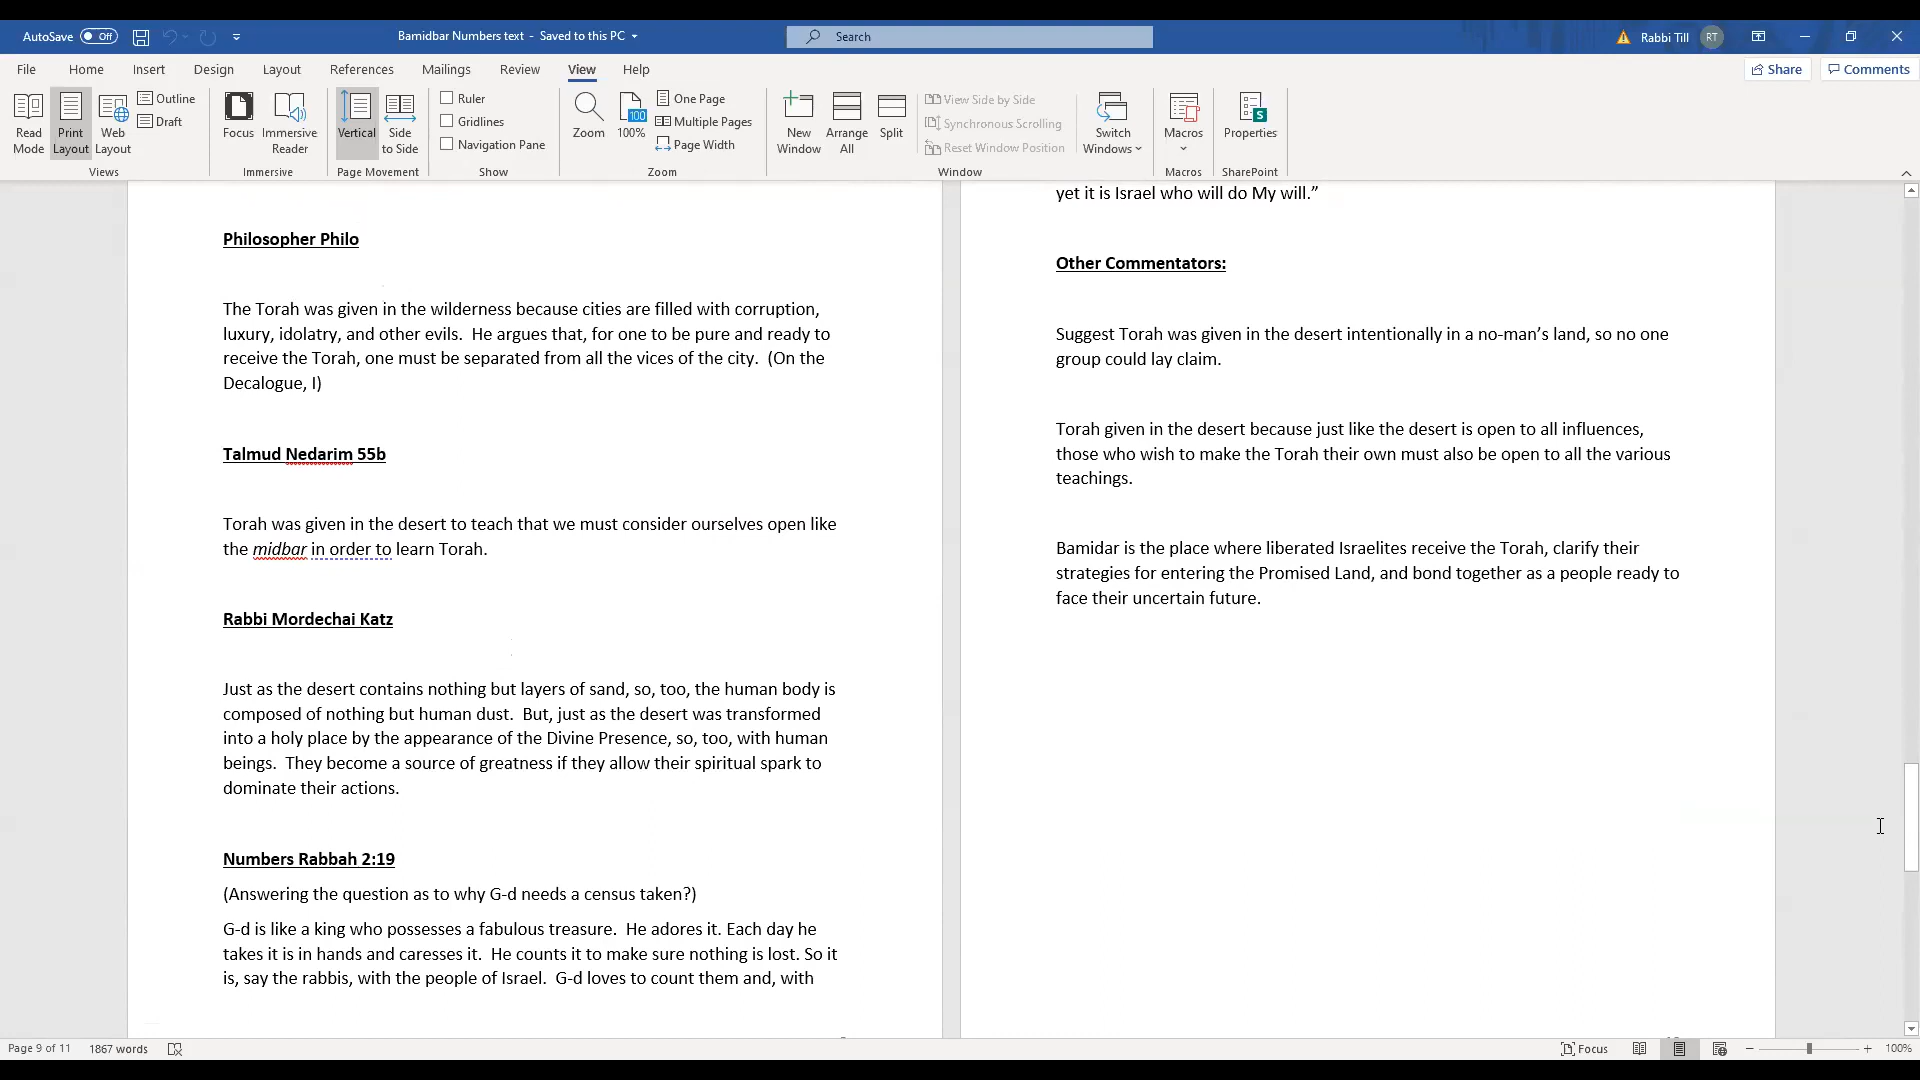 AutoSave Off Bamidbar Numbers text - Saved to this PC Search Rabbi Till RT
File Home Insert Design Layout References Mailings Review View Help Share Comments
Read Mode
Print Layout
Web Layout
Outline
Draft
Views
Focus
Immersive Reader
Immersive
Vertical
Side to Side
Page Movement
Ruler
Gridlines
Navigation Pane
Show
Zoom
100
100%
One Page
Multiple Pages
Page Width
Zoom
New Window
Arrange All
Split
View Side by Side
Synchronous Scrolling
Reset Window Position
Window
Switch Windows
Macros
Macros
S
Properties
SharePoint
Philosopher Philo
The Torah was given in the wilderness because cities are filled with corruption,
luxury, idolatry, and other evils. He argues that, for one to be pure and ready to
receive the Torah, one must be separated from all the vices of the city. (On the
Decalogue, I)
Talmud Nedarim 55b
Torah was given in the desert to teach that we must consider ourselves open like
the midbar in order to learn Torah.
Rabbi Mordechai Katz
Just as the desert contains nothing but layers of sand, so, too, the human body is
composed of nothing but human dust. But, just as the desert was transformed
into a holy place by the appearance of the Divine Presence, so, too, with human
beings. They become a source of greatness if they allow their spiritual spark to
dominate their actions.
Numbers Rabbah 2:19
(Answering the question as to why G-d needs a census taken?)
G-d is like a king who possesses a fabulous treasure. He adores it. Each day he
takes it is in hands and caresses it. He counts it to make sure nothing is lost. So it
is, say the rabbis, with the people of Israel. G-d loves to count them and, with
yet it is Israel who will do My will.”
Other Commentators:
Suggest Torah was given in the desert intentionally in a no-man’s land, so no one
group could lay claim.
Torah given in the desert because just like the desert is open to all influences,
those who wish to make the Torah their own must also be open to all the various
teachings.
Bamidar is the place where liberated Israelites receive the Torah, clarify their
strategies for entering the Promised Land, and bond together as a people ready to
face their uncertain future.
Page 9 of 11 1867 words Focus 100%